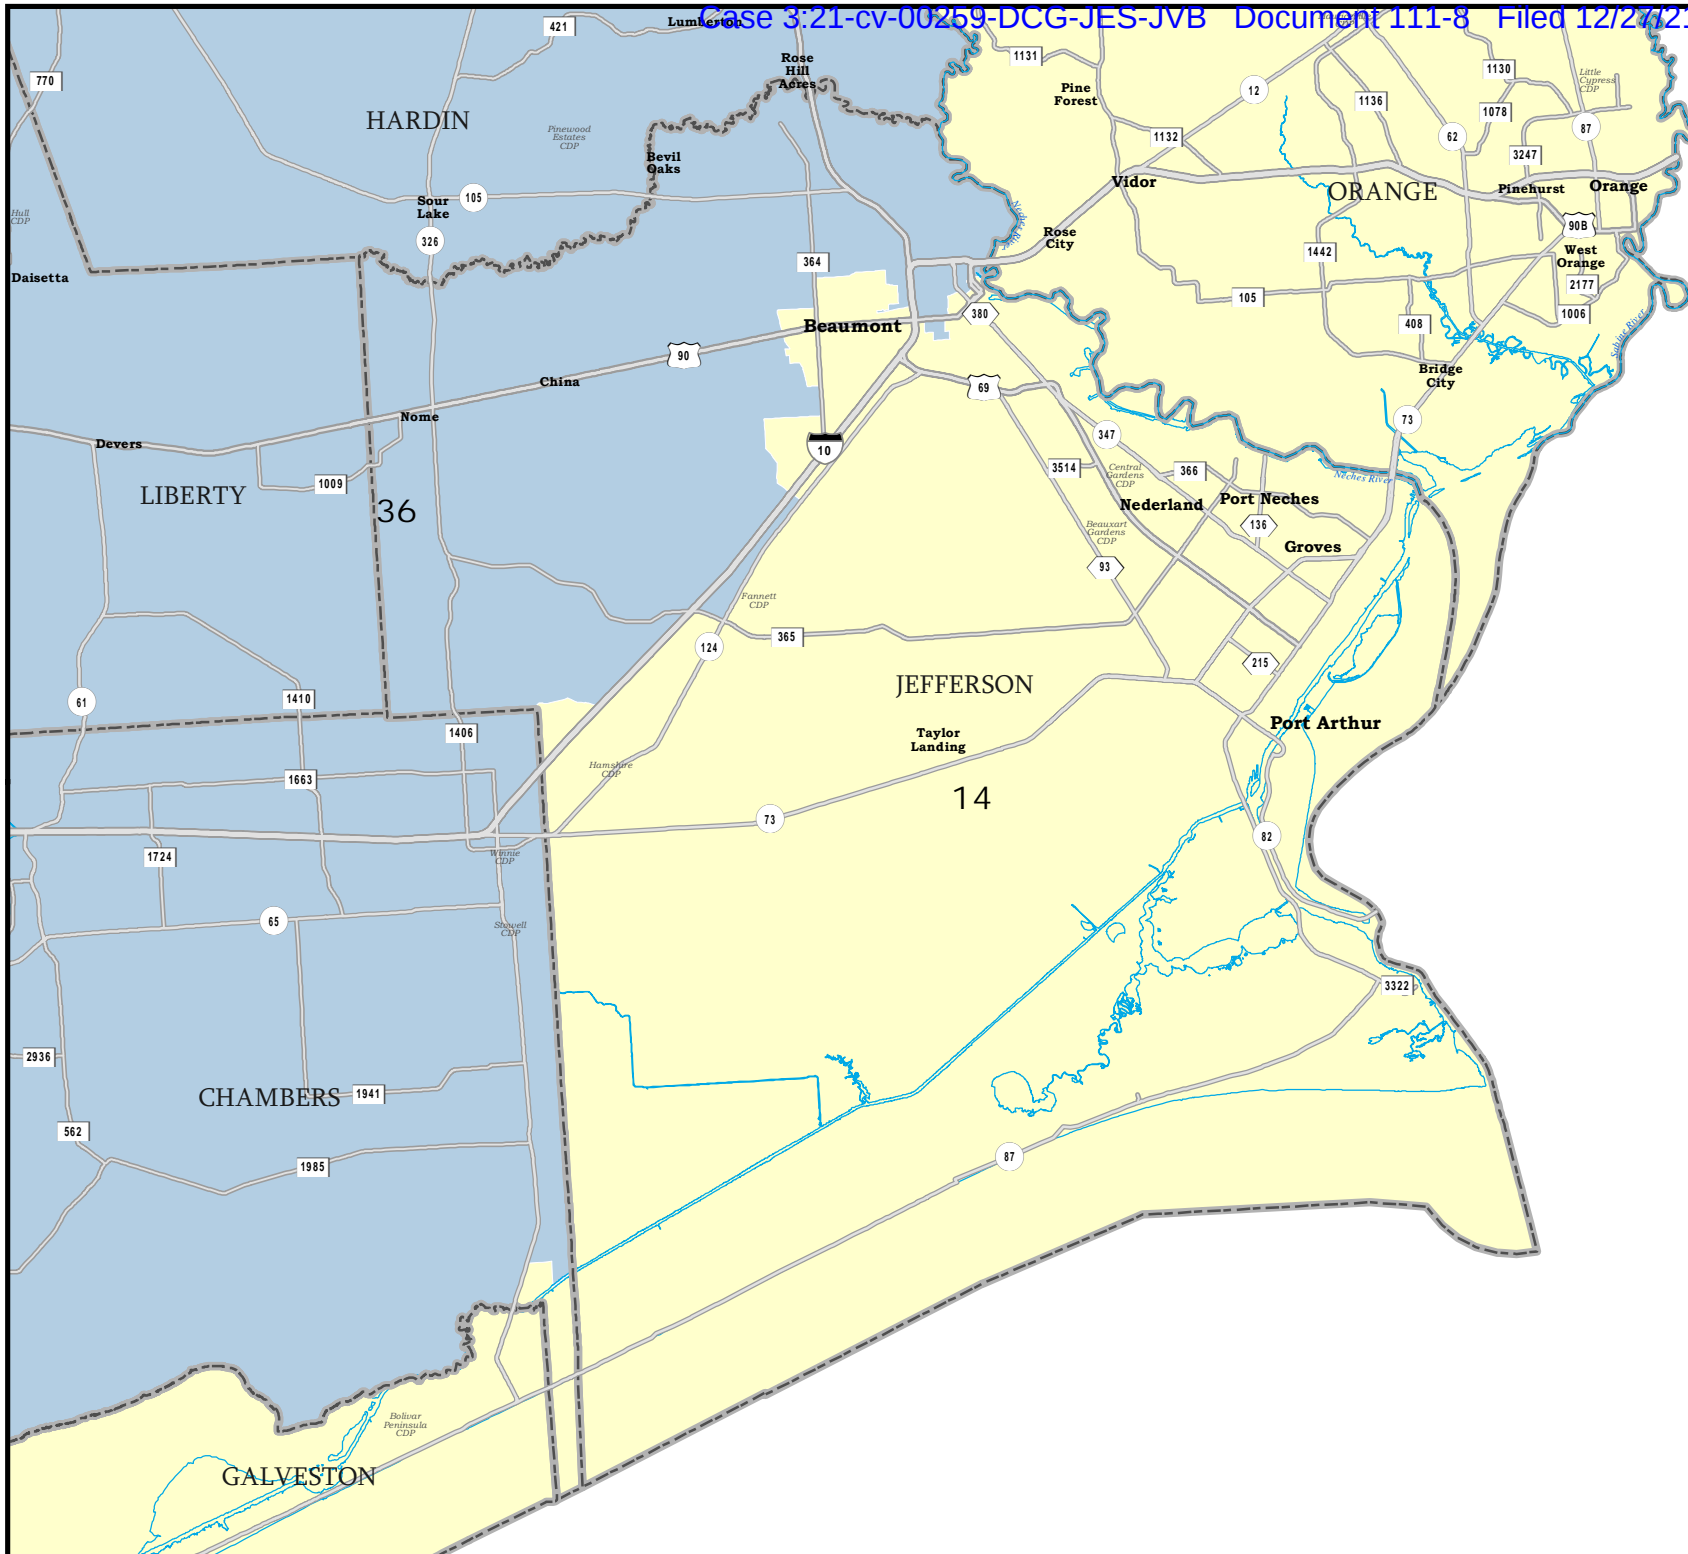 Case 3:21-cv-00259-DCG-JES-JVB Document 111-8 Filed 12/27/21
Lumberton
421
1131
Rose
Hill
Acres
770
Pine
Forest
12
1130
Little
Cypress
CDP
1136
1078
HARDIN
Pinewood
Estates
CDP
1132
62
87
Bevil
Oaks
3247
Vidor
ORANGE
Pinehurst
Orange
105
Sour
Lake
Hull
CDP
326
Neches River
Rose
City
90B
1442
West
Orange
364
Daisetta
2177
105
380
1006
408
Beaumont
Sabine River
90
China
69
Bridge
City
Nome
73
Devers
347
10
3514
366
Central
Gardens
CDP
Neches River
1009
LIBERTY
36
Nederland
Port Neches
136
Beauxart
Gardens
CDP
Groves
93
Fannett
CDP
365
124
215
JEFFERSON
61
1410
Port Arthur
1406
Taylor
Landing
Hamshire
CDP
1663
14
73
82
1724
Winnie
CDP
65
Stowell
CDP
3322
2936
CHAMBERS
1941
562
1985
87
Bolivar
Peninsula
CDP
GALVESTON